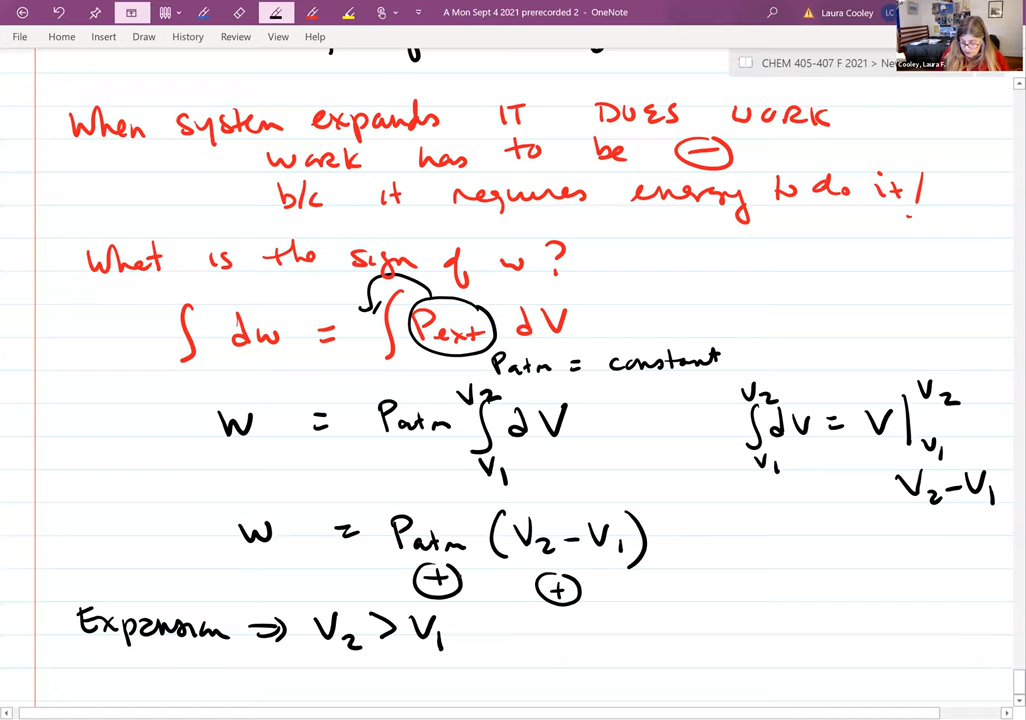 A Mon Sept 4 2021 prerecorded 2 - OneNote
Laura Cooley
LC
File Home Insert Draw History Review View Help
Cooley, Laura F.
CHEM 405-407 F 2021 > Ne
When system expands IT DOES WORK
work has to be ⊖
b/c it requires energy to do it!
What is the sign of w?
∫ dw = ∫ Pext dV
Patm = constant
w = Patm ∫V1V2 dV
∫V1V2 dV = V |V1V2
V2 - V1
w = Patm (V2 - V1)
⊕ ⊕
Expansion ⇒ V2 > V1